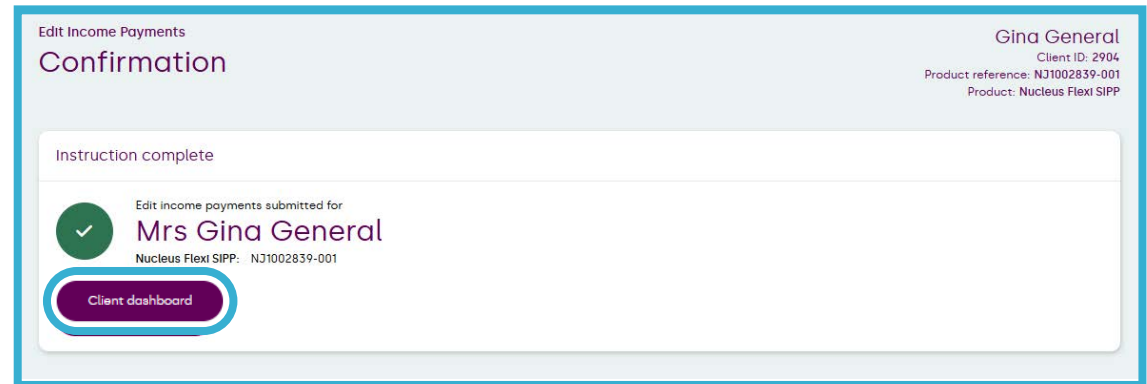 Edit Income Payments
Confirmation
Gina General
Client ID: 2904
Product reference: NJ1002839-001
Product: Nucleus Flexi SIPP
Instruction complete
Edit income payments submitted for
Mrs Gina General
Nucleus Flexi SIPP: NJ1002839-001
Client dashboard